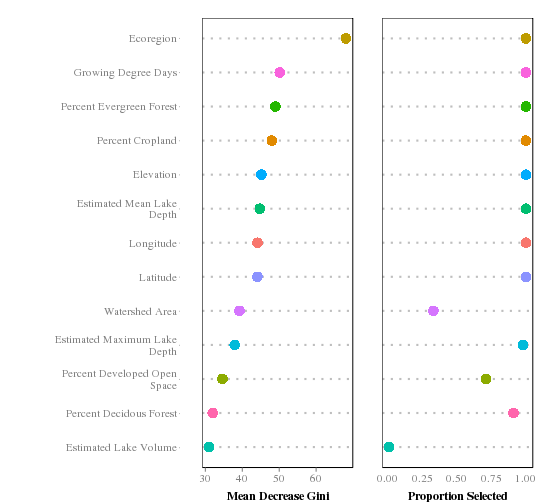 Ecoregion
Growing Degree Days
Percent Evergreen Forest
Percent Cropland
Elevation
Estimated Mean Lake
Depth
Longitude
Latitude
Watershed Area
Estimated Maximum Lake
Depth
Percent Developed Open
Space
Percent Decidous Forest
Estimated Lake Volume
30 40 50 60
0.00 0.25 0.50 0.75 1.00
Mean Decrease Gini
Proportion Selected